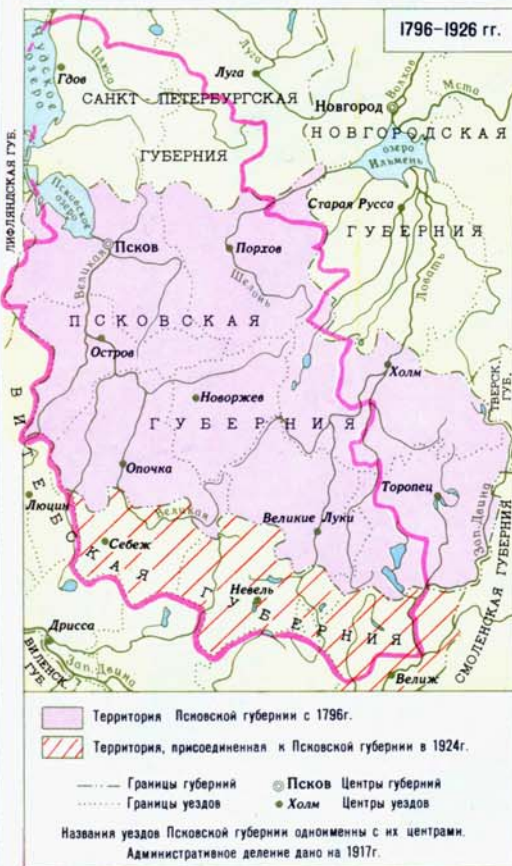 1796–1926 гг.
Чудское
озеро
Гдов
Плюсса
Луга
Луга
САНКТ-ПЕТЕРБУРГСКАЯ
ГУБЕРНИЯ
Волхов
Мста
Новгород
НОВГОРОДСКАЯ
ГУБЕРНИЯ
озеро
Ильмень
Старая Русса
Ловать
ЛИФЛЯНДСКАЯ ГУБ.
Псковское
озеро
Псков
Великая
Порхов
Шелонь
ПСКОВСКАЯ
ГУБЕРНИЯ
Остров
Новоржев
Холм
ТВЕРСК. ГУБ.
Опочка
Торопец
Великие Луки
Зап. Двина
ВИТЕБСКАЯ ГУБЕРНИЯ
Люцин
Великая
Себеж
Невель
СМОЛЕНСКАЯ ГУБЕРНИЯ
Дрисса
Зап. Двина
ВИЛЕНСК.
ГУБ.
Велиж
Территория Псковской губернии с 1796г.
Территория, присоединенная к Псковской губернии в 1924г.
Границы губерний
Псков Центры губерний
Границы уездов
Холм Центры уездов
Названия уездов Псковской губернии одноименны с их центрами.
Административное деление дано на 1917г.